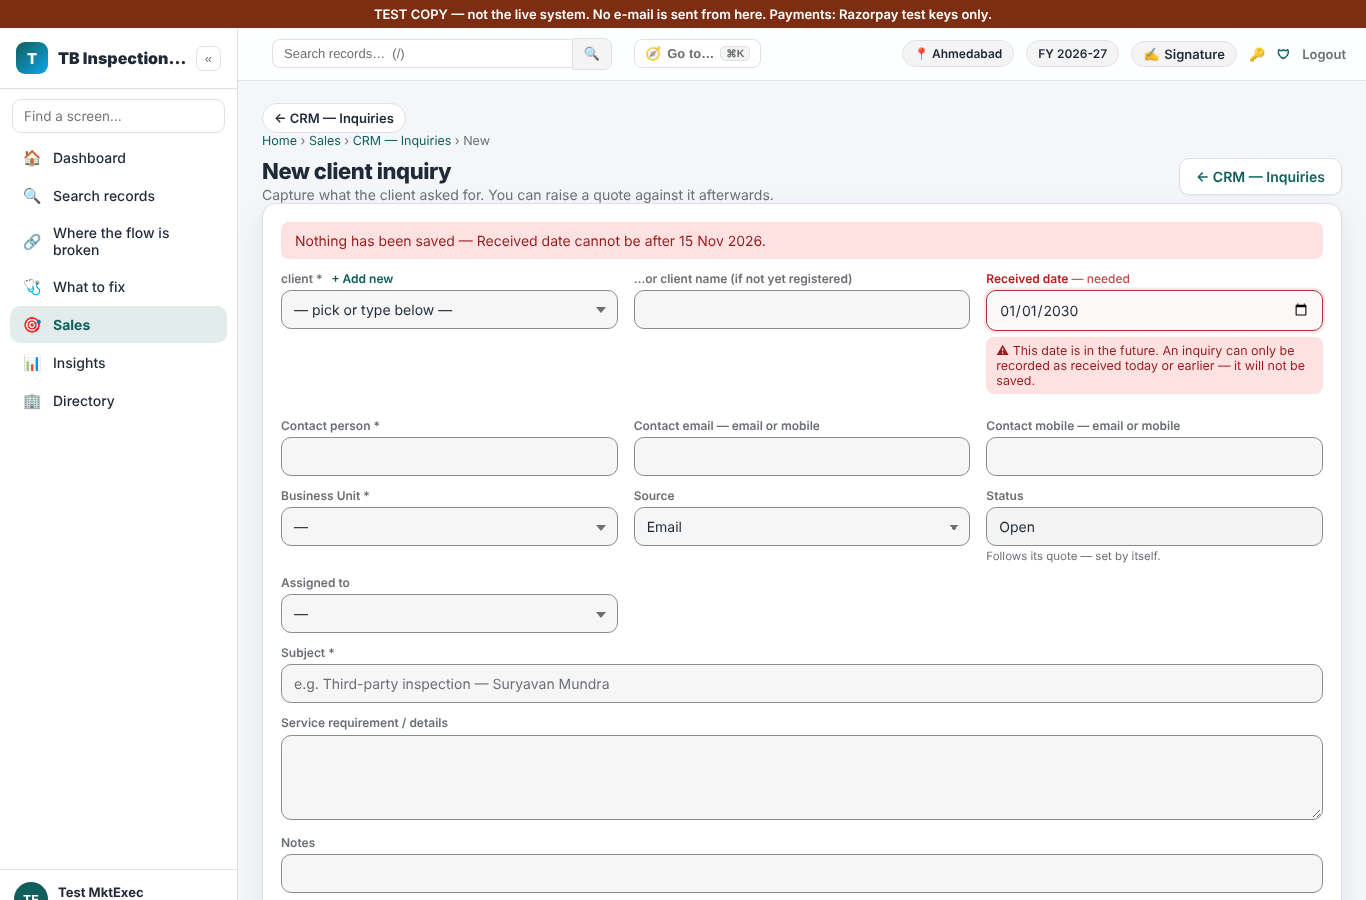 TEST COPY — not the live system. No e-mail is sent from here. Payments: Razorpay test keys only.
T TB Inspection... «
Search records… (/) 🔍 🧭 Go to... ⌘K 📍 Ahmedabad FY 2026-27 ✍️ Signature 🔑 🛡 Logout
Find a screen...
🏠 Dashboard
🔍 Search records
🔗 Where the flow is
broken
🩺 What to fix
🎯 Sales
📊 Insights
🏢 Directory
Test MktExec
← CRM — Inquiries
Home › Sales › CRM — Inquiries › New
New client inquiry
Capture what the client asked for. You can raise a quote against it afterwards.
← CRM — Inquiries
Nothing has been saved — Received date cannot be after 15 Nov 2026.
client * + Add new
— pick or type below —
...or client name (if not yet registered)
Received date — needed
01/01/2030
⚠ This date is in the future. An inquiry can only be
recorded as received today or earlier — it will not be
saved.
Contact person *
Contact email — email or mobile
Contact mobile — email or mobile
Business Unit *
—
Source
Email
Status
Open
Follows its quote — set by itself.
Assigned to
—
Subject *
e.g. Third-party inspection — Suryavan Mundra
Service requirement / details
Notes